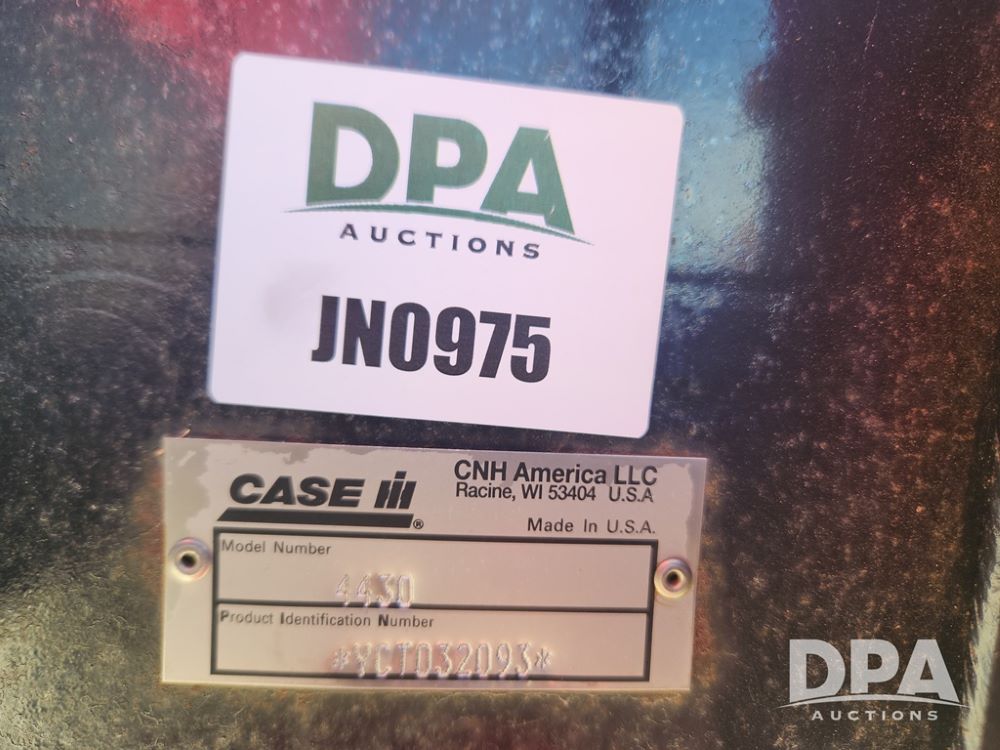 DPA
AUCTIONS
JN0975
CASE IH®
CNH America LLC
Racine, WI 53404 U.S.A
Made In U.S.A.
Model Number
4430
Product Identification Number
*YCT032093*
DPA
AUCTIONS